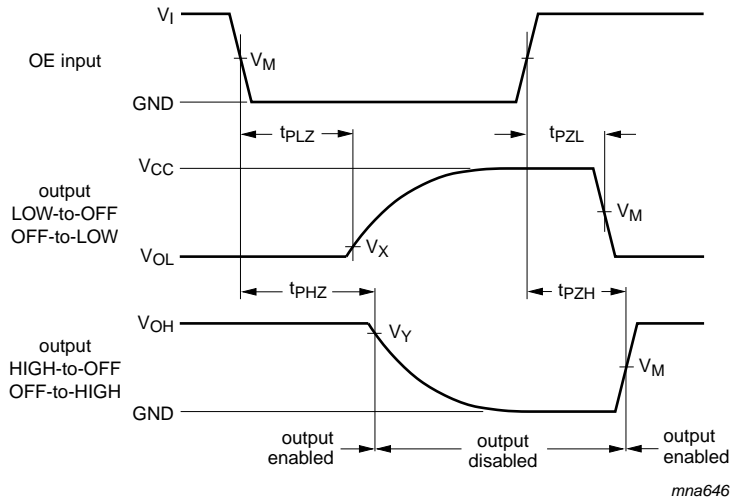 V_I
OE input
V_M
GND
t_PLZ
t_PZL
V_CC
output
LOW-to-OFF
OFF-to-LOW
V_M
V_X
V_OL
t_PHZ
t_PZH
V_OH
V_Y
output
HIGH-to-OFF
OFF-to-HIGH
V_M
GND
output
enabled
output
disabled
output
enabled
mna646